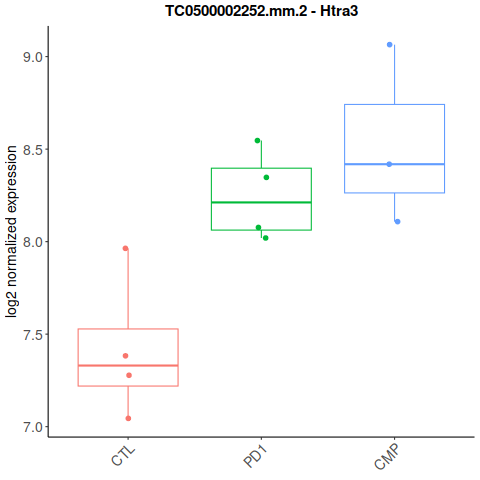 TC0500002252.mm.2 - Htra3
log2 normalized expression
9.0
8.5
8.0
7.5
7.0
CTL
PD1
CMP